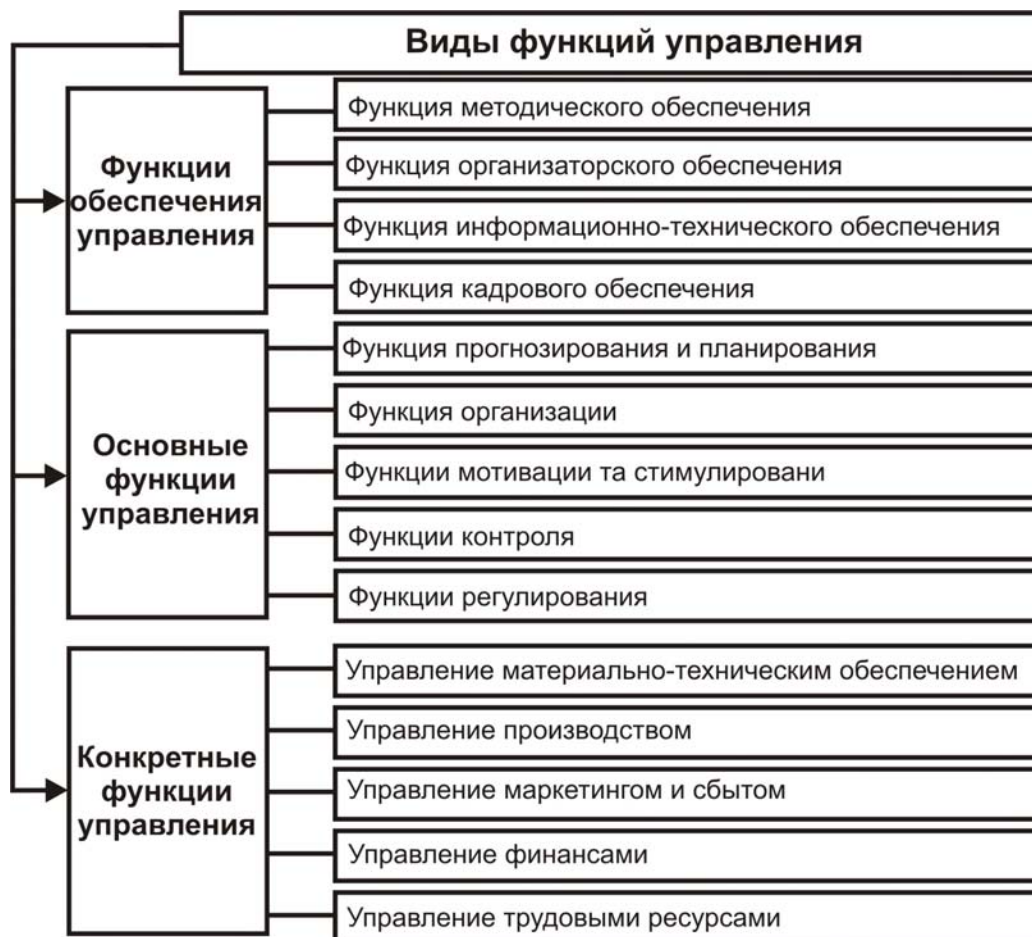 Виды функций управления
Функции
обеспечения
управления
Функция методического обеспечения
Функция организаторского обеспечения
Функция информационно-технического обеспечения
Функция кадрового обеспечения
Основные
функции
управления
Функция прогнозирования и планирования
Функция организации
Функции мотивации та стимулировани
Функции контроля
Функции регулирования
Конкретные
функции
управления
Управление материально-техническим обеспечением
Управление производством
Управление маркетингом и сбытом
Управление финансами
Управление трудовыми ресурсами